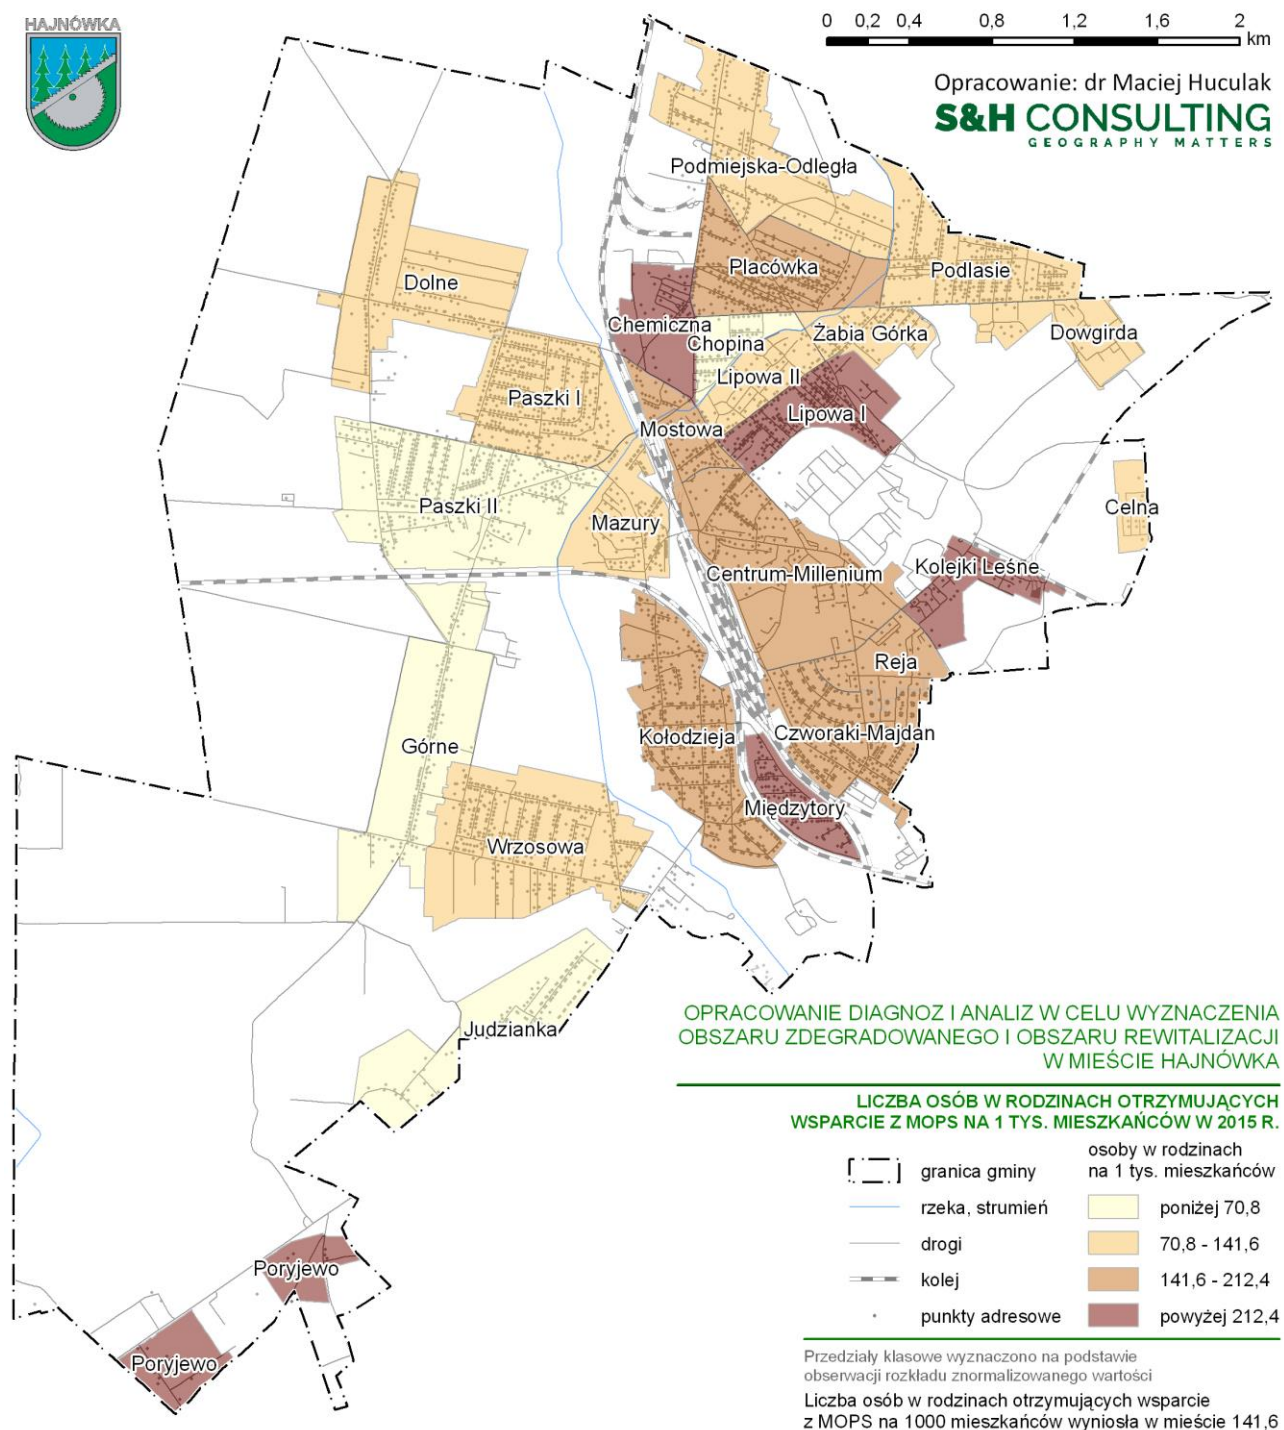 HAJNÓWKA
0 0,2 0,4 0,8 1,2 1,6 2
km
Opracowanie: dr Maciej Huculak
S&H CONSULTING
GEOGRAPHY MATTERS
Podmiejska-Odległa
Placówka
Podlasie
Dolne
Chemiczna
Chopina
Żabia Górka
Dowgirda
Lipowa II
Paszki I
Lipowa I
Mostowa
Paszki II
Mazury
Celna
Centrum-Millenium
Kolejki Leśne
Reja
Górne
Kołodzieja
Czworaki-Majdan
Międzytory
Wrzosowa
Judzianka
Poryjewo
Poryjewo
OPRACOWANIE DIAGNOZ I ANALIZ W CELU WYZNACZENIA
OBSZARU ZDEGRADOWANEGO I OBSZARU REWITALIZACJI
W MIEŚCIE HAJNÓWKA
LICZBA OSÓB W RODZINACH OTRZYMUJĄCYCH
WSPARCIE Z MOPS NA 1 TYS. MIESZKAŃCÓW W 2015 R.
granica gminy
rzeka, strumień
drogi
kolej
punkty adresowe
osoby w rodzinach
na 1 tys. mieszkańców
poniżej 70,8
70,8 - 141,6
141,6 - 212,4
powyżej 212,4
Przedziały klasowe wyznaczono na podstawie
obserwacji rozkładu znormalizowanego wartości
Liczba osób w rodzinach otrzymujących wsparcie
z MOPS na 1000 mieszkańców wyniosła w mieście 141,6